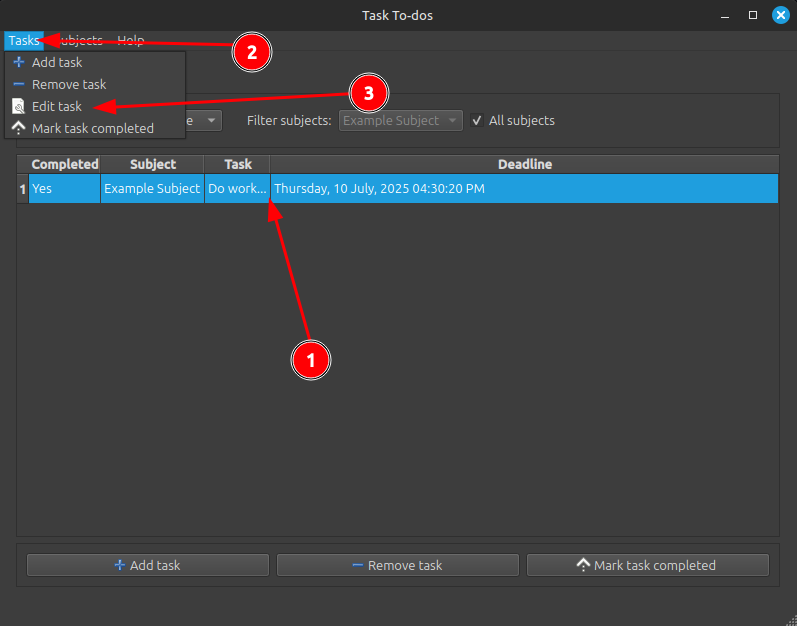 Task To-dos
Tasks Subjects Help
2
Add task
Remove task
3
Edit task
Mark task completed
e Filter subjects: Example Subject All subjects
Completed Subject Task Deadline
1 Yes Example Subject Do work... Thursday, 10 July, 2025 04:30:20 PM
1
Add task Remove task Mark task completed